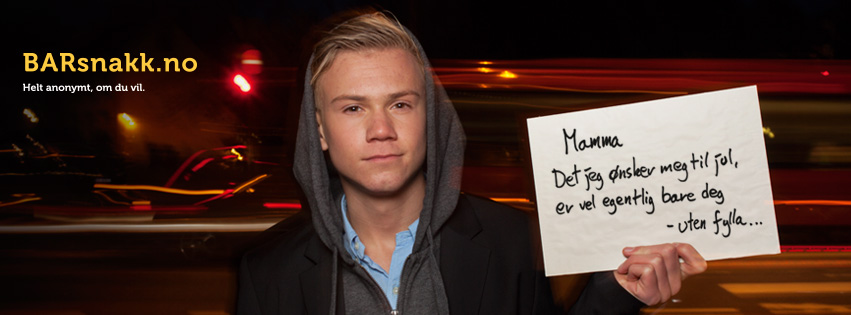 BARsnakk.no
Helt anonymt, om du vil.
Mamma
Det jeg ønsker meg til jol,
er vel egentlig bare deg
- uten fylla...